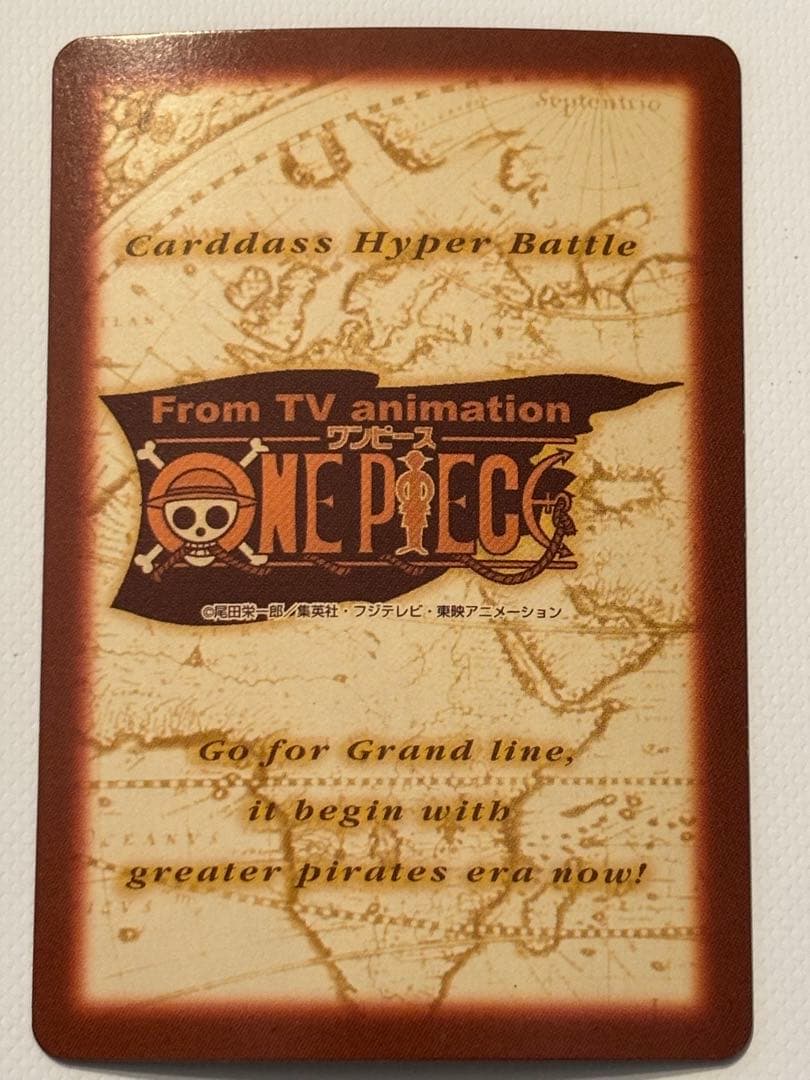 Septentrio
Carddass Hyper Battle
From TV animation
ワンピース
ONE PIECE
©尾田栄一郎/集英社・フジテレビ・東映アニメーション
Go for Grand line,
it begin with
greater pirates era now!